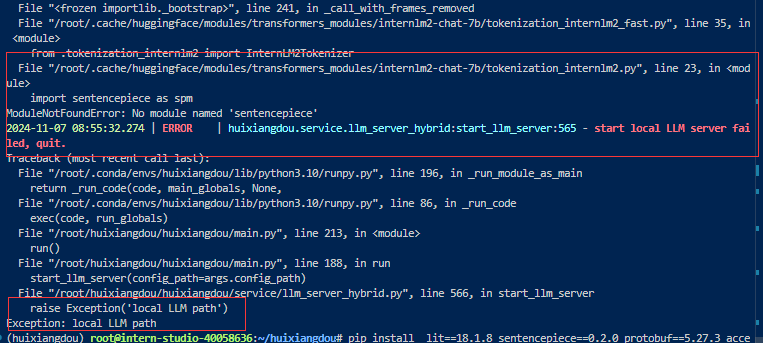 File "<frozen importlib._bootstrap>", line 241, in _call_with_frames_removed
File "/root/.cache/huggingface/modules/transformers_modules/internlm2-chat-7b/tokenization_internlm2_fast.py", line 35, in
<module>
from .tokenization_internlm2 import InternLM2Tokenizer
File "/root/.cache/huggingface/modules/transformers_modules/internlm2-chat-7b/tokenization_internlm2.py", line 23, in <mod
ule>
import sentencepiece as spm
ModuleNotFoundError: No module named 'sentencepiece'
2024-11-07 08:55:32.274 | ERROR | huixiangdou.service.llm_server_hybrid:start_llm_server:565 - start local LLM server fai
led, quit.
Traceback (most recent call last):
File "/root/.conda/envs/huixiangdou/lib/python3.10/runpy.py", line 196, in _run_module_as_main
return _run_code(code, main_globals, None,
File "/root/.conda/envs/huixiangdou/lib/python3.10/runpy.py", line 86, in _run_code
exec(code, run_globals)
File "/root/huixiangdou/huixiangdou/main.py", line 213, in <module>
run()
File "/root/huixiangdou/huixiangdou/main.py", line 188, in run
start_llm_server(config_path=args.config_path)
File "/root/huixiangdou/huixiangdou/service/llm_server_hybrid.py", line 566, in start_llm_server
raise Exception('local LLM path')
Exception: local LLM path
(huixiangdou) root@intern-studio-40058636:~/huixiangdou# pip install lit==18.1.8 sentencepiece==0.2.0 protobuf==5.27.3 acce